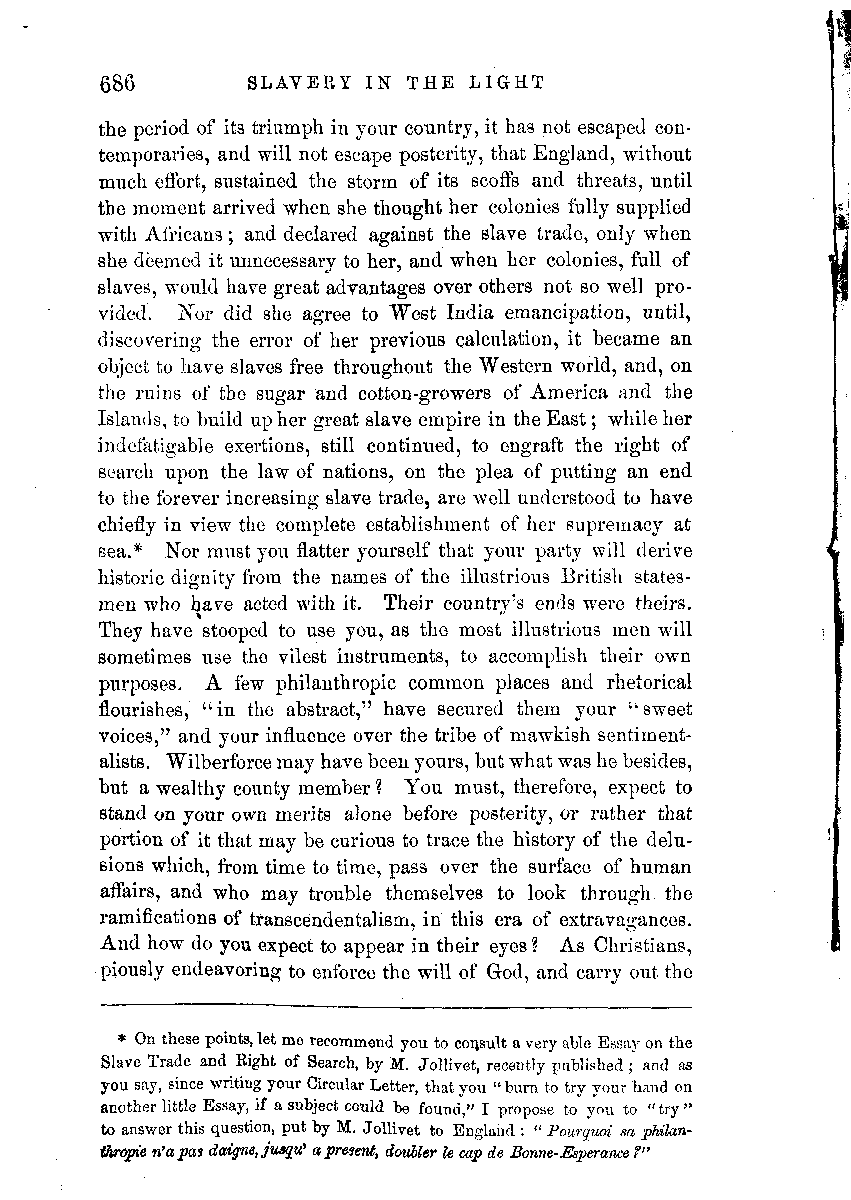 686 SLAVERY IN THE LIGHT
the period of its triumph in your country, it has not escaped con-
temporaries, and will not escape posterity, that England, without
much effort, sustained the storm of its scoffs and threats, until
the moment arrived when she thought her colonies fully supplied
with Africans; and declared against the slave trade, only when
she deemed it unnecessary to her, and when her colonies, full of
slaves, would have great advantages over others not so well pro-
vided. Nor did she agree to West India emancipation, until,
discovering the error of her previous calculation, it became an
object to have slaves free throughout the Western world, and, on
the ruins of the sugar and cotton-growers of America and the
Islands, to build up her great slave empire in the East; while her
indefatigable exertions, still continued, to engraft the right of
search upon the law of nations, on the plea of putting an end
to the forever increasing slave trade, are well understood to have
chiefly in view the complete establishment of her supremacy at
sea.* Nor must you flatter yourself that your party will derive
historic dignity from the names of the illustrious British states-
men who have acted with it. Their country's ends were theirs.
They have stooped to use you, as the most illustrious men will
sometimes use the vilest instruments, to accomplish their own
purposes. A few philanthropic common places and rhetorical
flourishes, "in the abstract," have secured them your "sweet
voices," and your influence over the tribe of mawkish sentiment-
alists. Wilberforce may have been yours, but what was he besides,
but a wealthy county member? You must, therefore, expect to
stand on your own merits alone before posterity, or rather that
portion of it that may be curious to trace the history of the delu-
sions which, from time to time, pass over the surface of human
affairs, and who may trouble themselves to look through the
ramifications of transcendentalism, in this era of extravagances.
And how do you expect to appear in their eyes? As Christians,
piously endeavoring to enforce the will of God, and carry out the
* On these points, let me recommend you to consult a very able Essay on the
Slave Trade and Right of Search, by M. Jollivet, recently published; and as
you say, since writing your Circular Letter, that you "burn to try your hand on
another little Essay, if a subject could be found," I propose to you to "try"
to answer this question, put by M. Jollivet to England: "Pourquoi sa philan-
thropie n'a pas daigne, jusqu' a present, doubler le cap de Bonne-Esperance?"